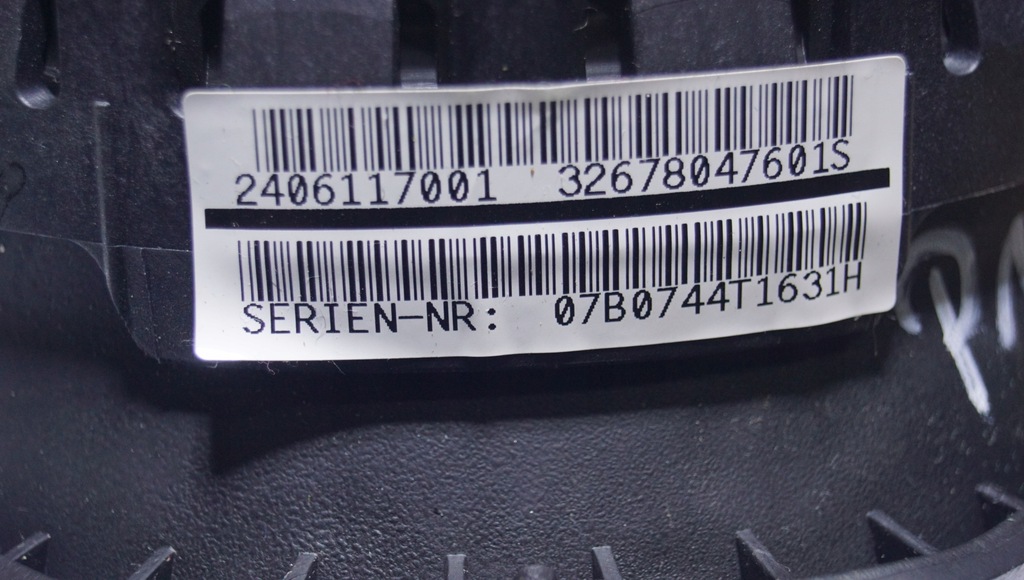 2406117001 32678047601S
SERIEN-NR: 07B0744T1631H